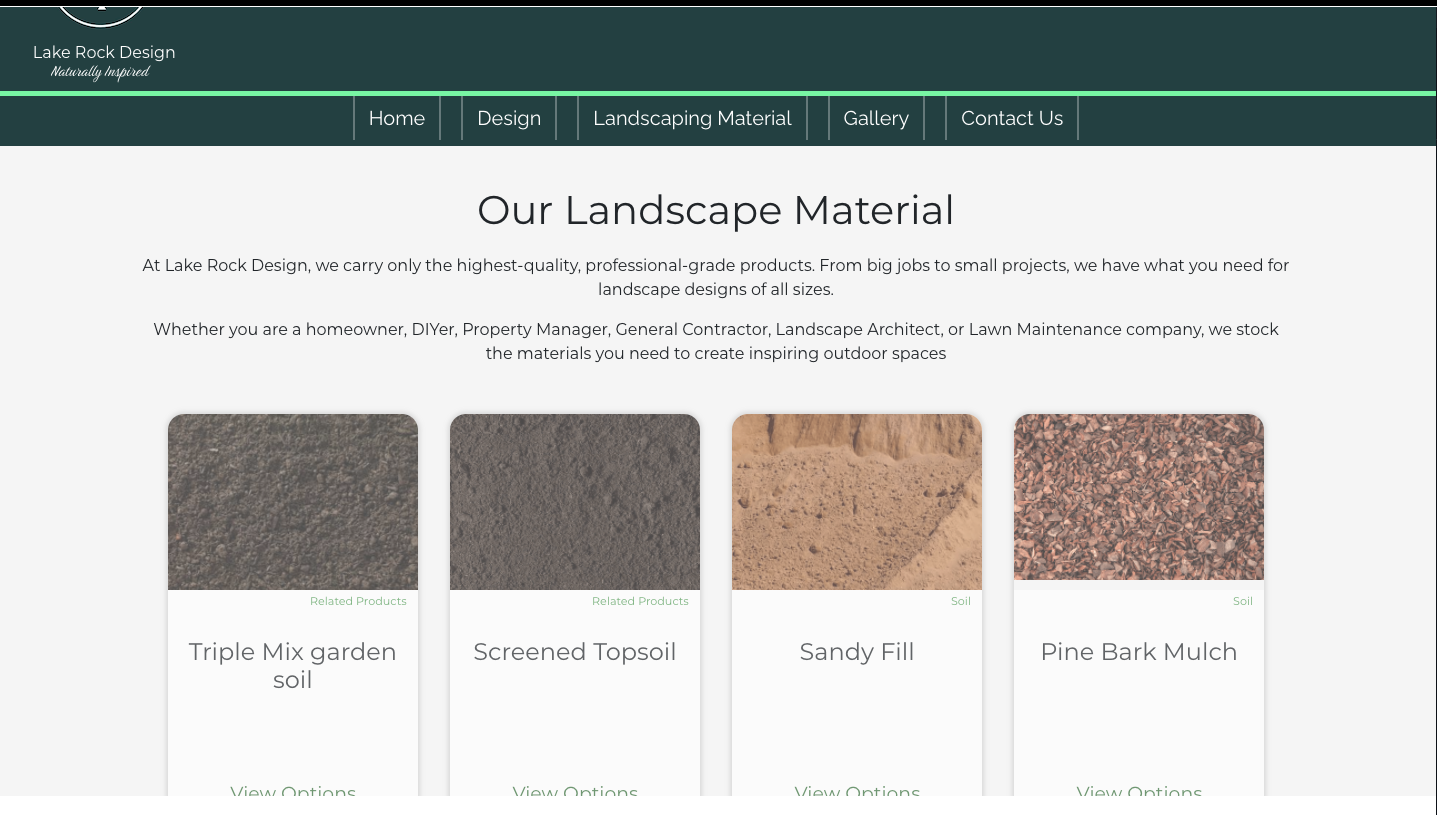 Lake Rock Design
Naturally Inspired
Home
Design
Landscaping Material
Gallery
Contact Us
Our Landscape Material
At Lake Rock Design, we carry only the highest-quality, professional-grade products. From big jobs to small projects, we have what you need for
landscape designs of all sizes.
Whether you are a homeowner, DIYer, Property Manager, General Contractor, Landscape Architect, or Lawn Maintenance company, we stock
the materials you need to create inspiring outdoor spaces
Related Products
Triple Mix garden
soil
View Options
Related Products
Screened Topsoil
View Options
Soil
Sandy Fill
View Options
Soil
Pine Bark Mulch
View Options